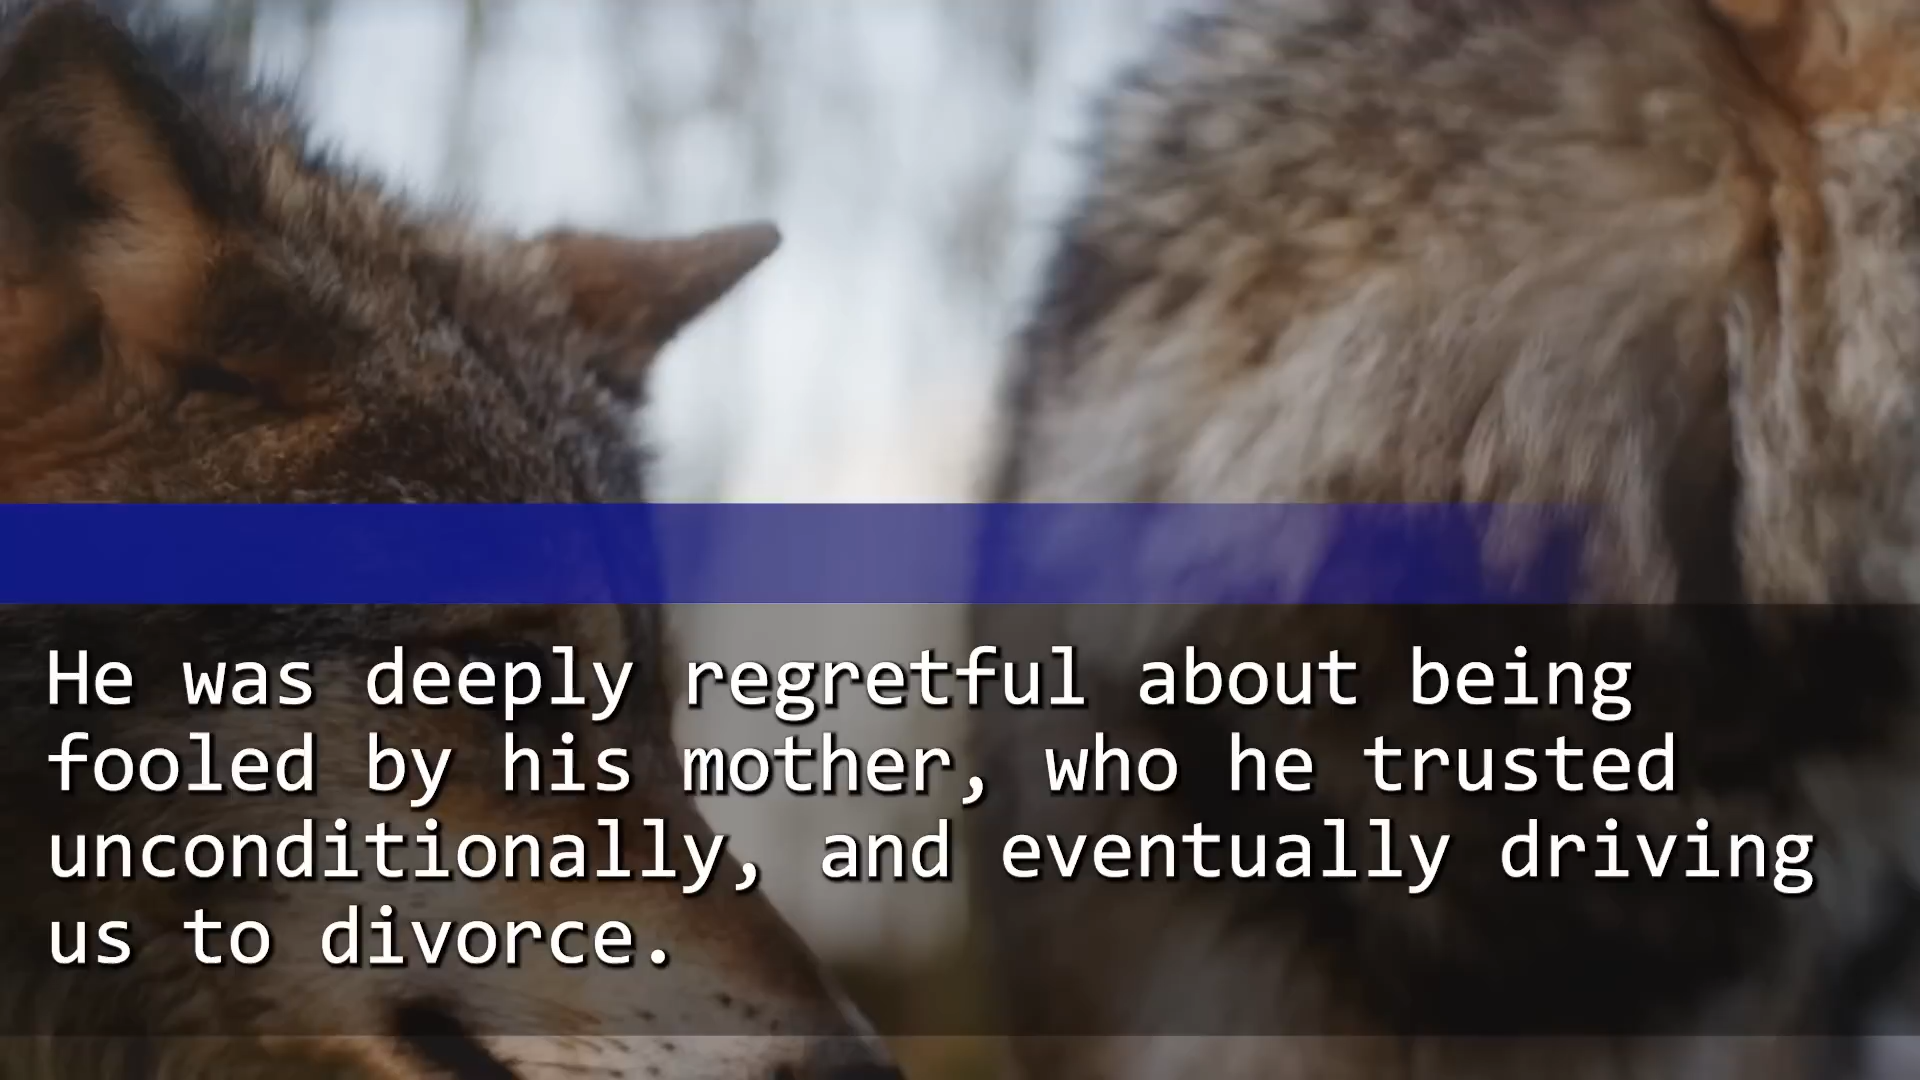 He was deeply regretful about being
fooled by his mother, who he trusted
unconditionally, and eventually driving
us to divorce.